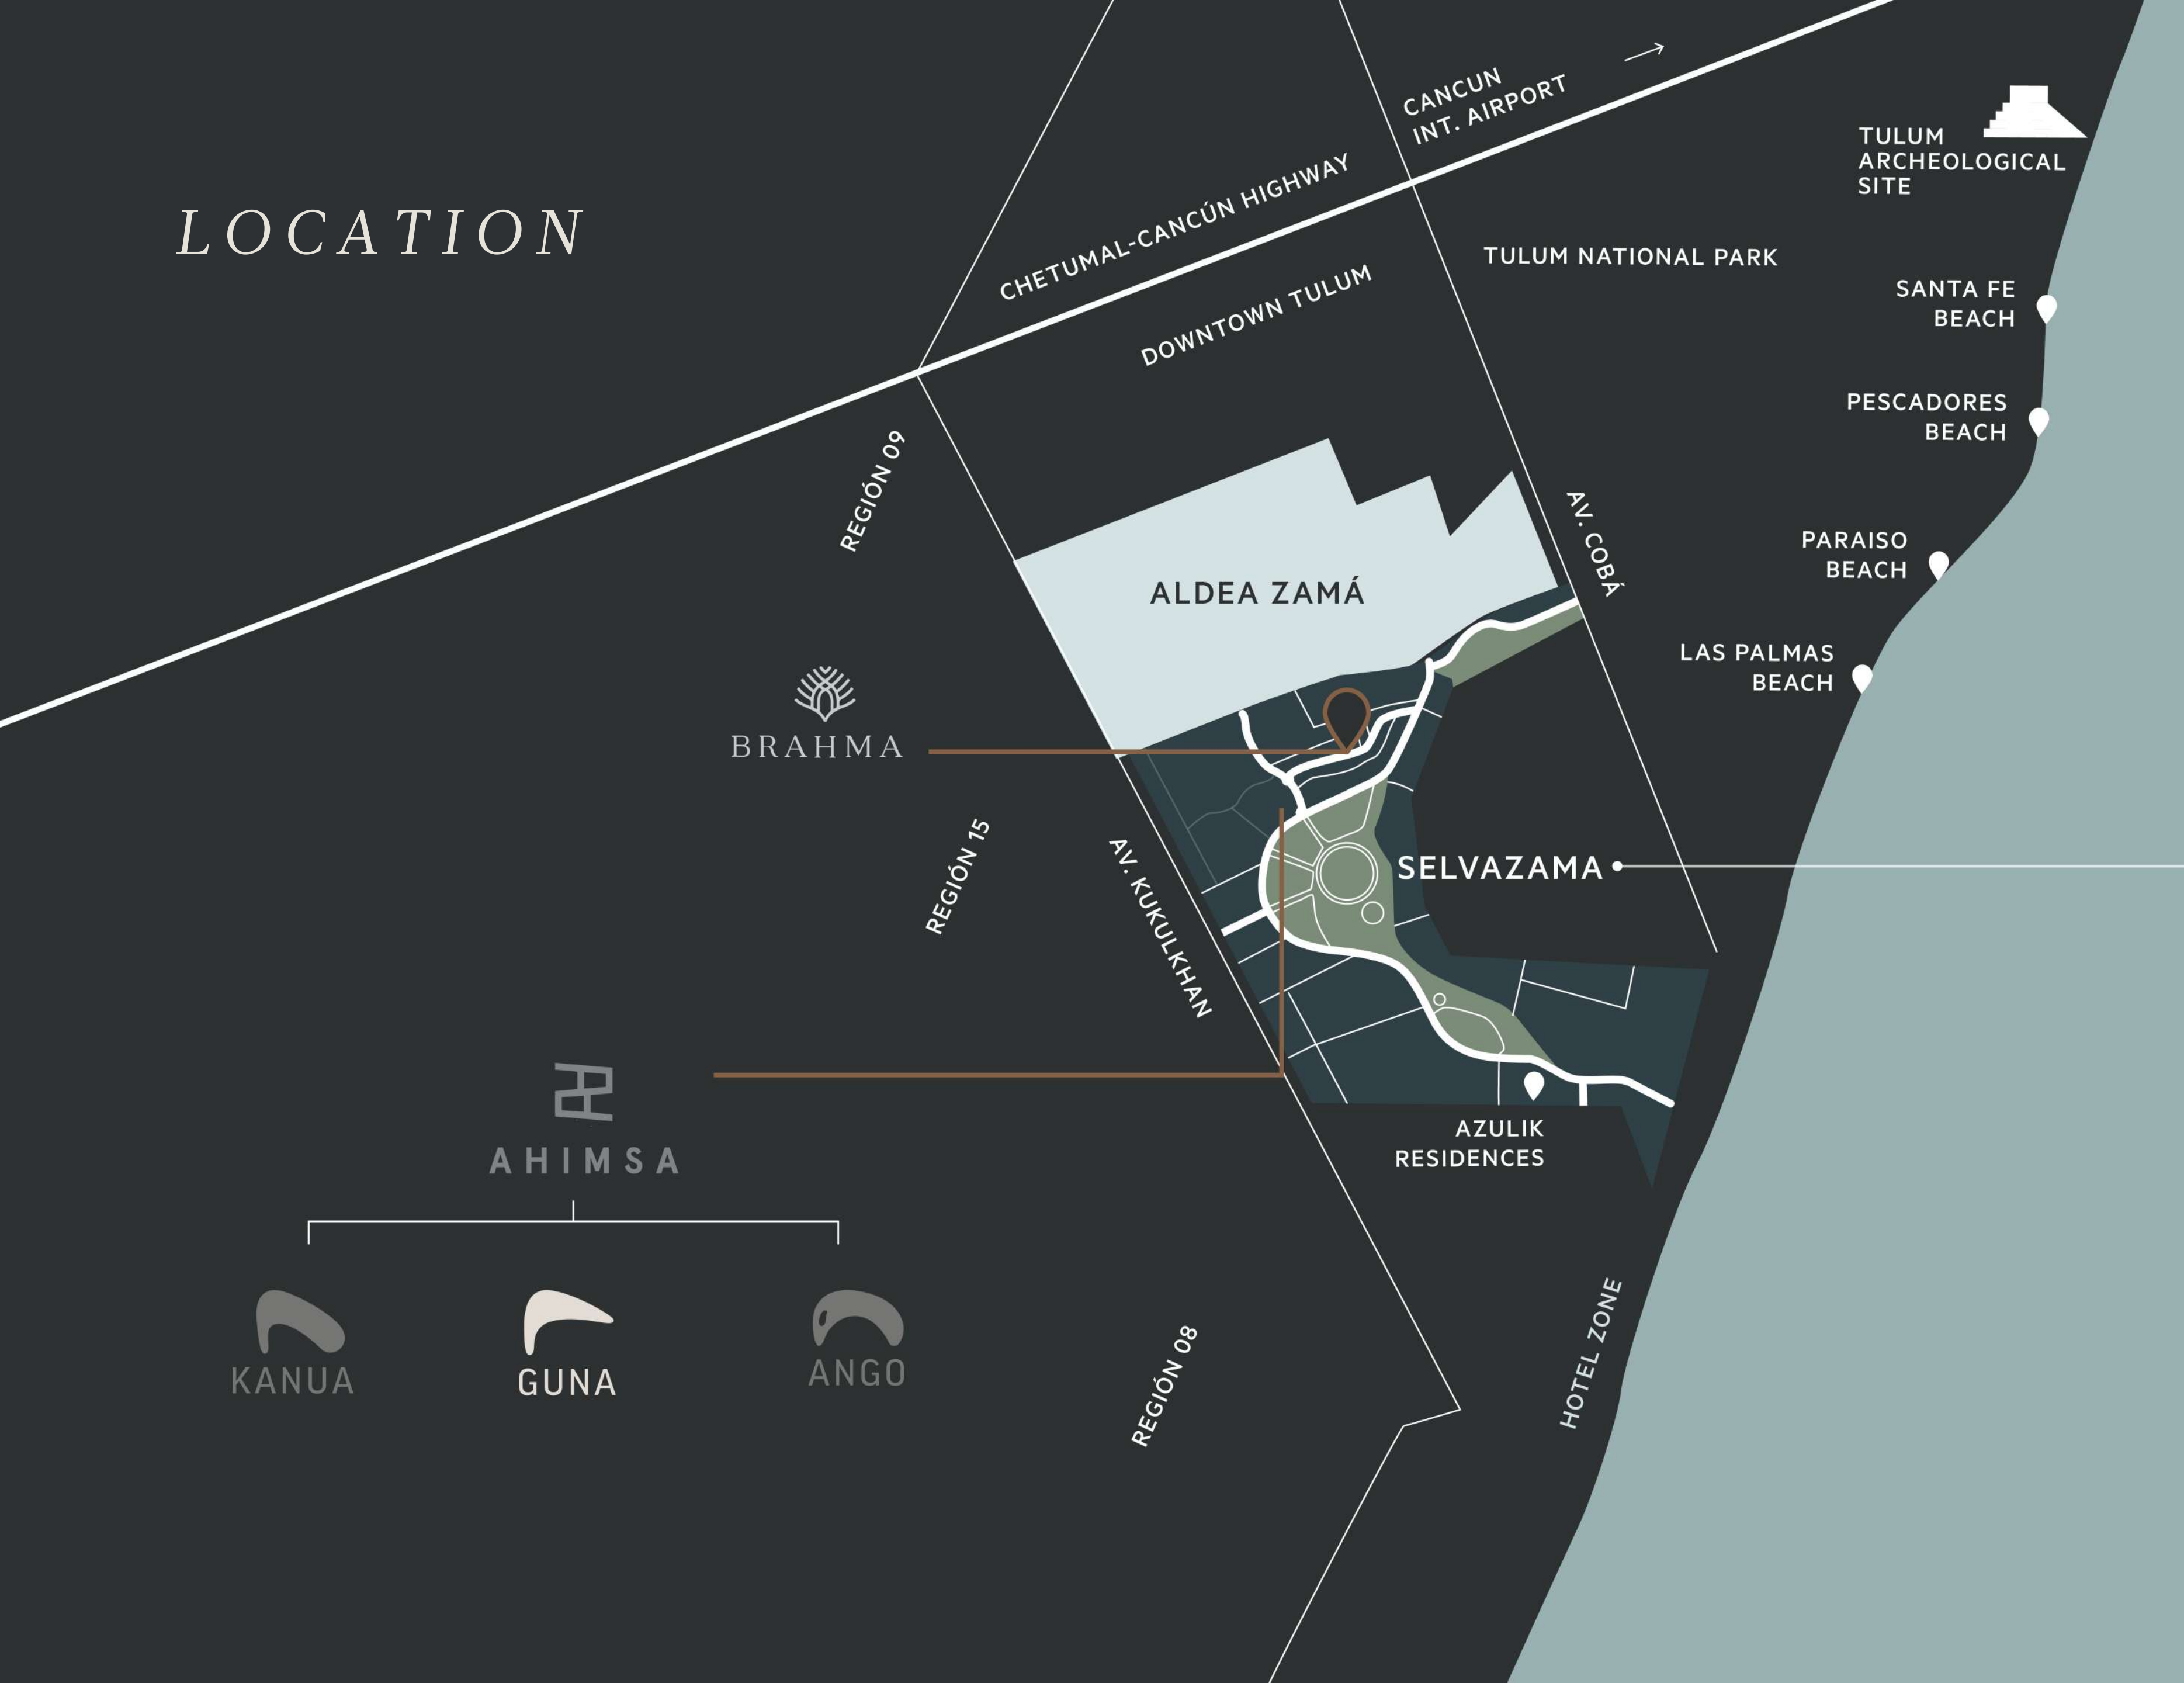 LOCATION
CANCUN
INT. AIRPORT
CHETUMAL-CANCÚN HIGHWAY
DOWNTOWN TULUM
TULUM
ARCHEOLOGICAL
SITE
TULUM NATIONAL PARK
SANTA FE
BEACH
PESCADORES
BEACH
REGIÓN 09
AV. COBÁ
PARAISO
BEACH
ALDEA ZAMÁ
LAS PALMAS
BEACH
BRAHMA
REGIÓN 15
AV. KUKULKHAN
SELVAZAMA
AZULIK
RESIDENCES
AHIMSA
KANUA
GUNA
ANGO
REGIÓN 08
HOTEL ZONE